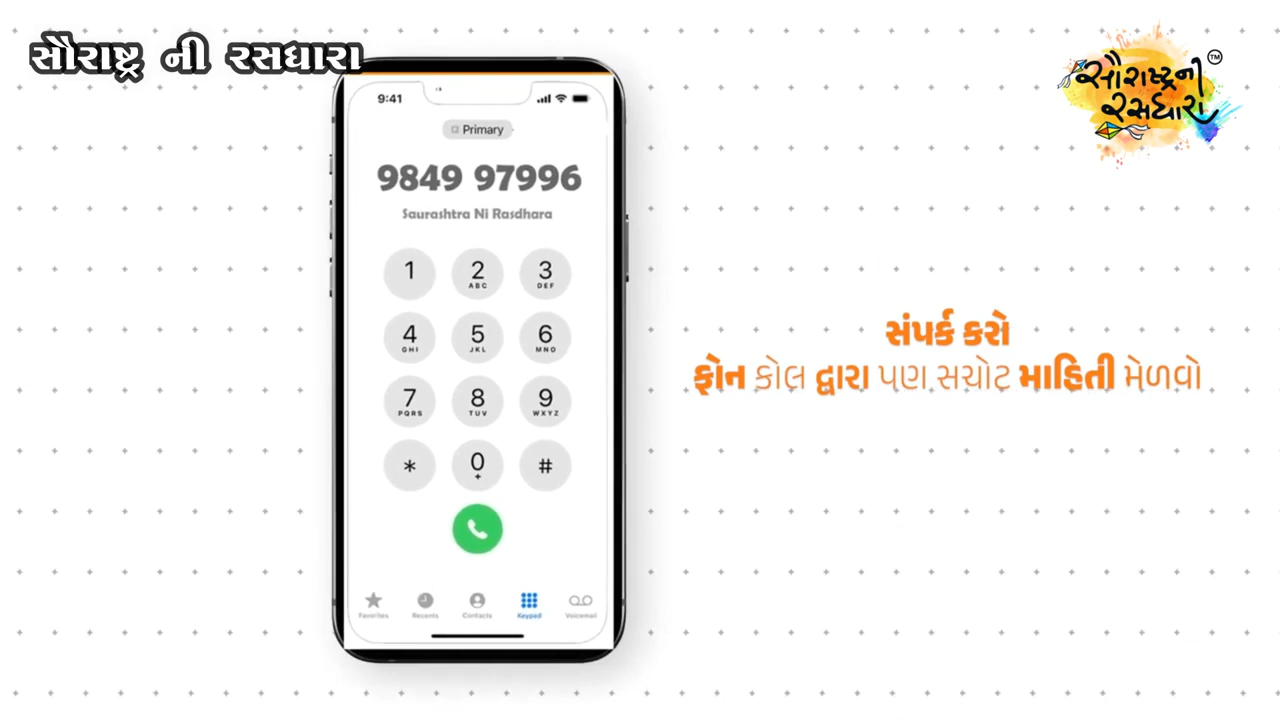 સૌરાષ્ટ્ર ની રસધારા
સૌરાષ્ટ્રની
રસધારા
TM
9:41
Primary
9849 97996
Saurashtra Ni Rasdhara
1 2 3
ABC DEF
4 5 6
GHI JKL MNO
7 8 9
PQRS TUV WXYZ
* 0 #
+
Favorites Recents Contacts Keypad Voicemail
સંપર્ક કરો
ફોન કોલ દ્વારા પણ સચોટ માહિતી મેળવો